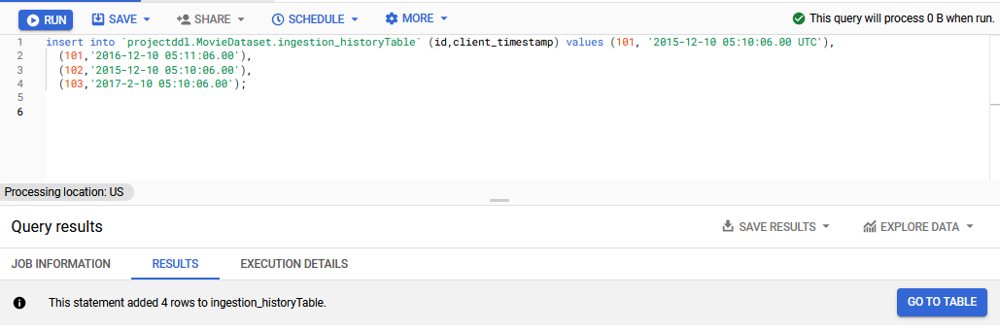 RUN SAVE SHARE SCHEDULE MORE This query will process 0 B when run.
1 insert into `projectddl.MovieDataset.ingestion_historyTable` (id,client_timestamp) values (101, '2015-12-10 05:10:06.00 UTC'),
2 (101,'2016-12-10 05:11:06.00'),
3 (102,'2015-12-10 05:10:06.00'),
4 (103,'2017-2-10 05:10:06.00');
5
6
Processing location: US
Query results SAVE RESULTS EXPLORE DATA
JOB INFORMATION RESULTS EXECUTION DETAILS
This statement added 4 rows to ingestion_historyTable. GO TO TABLE